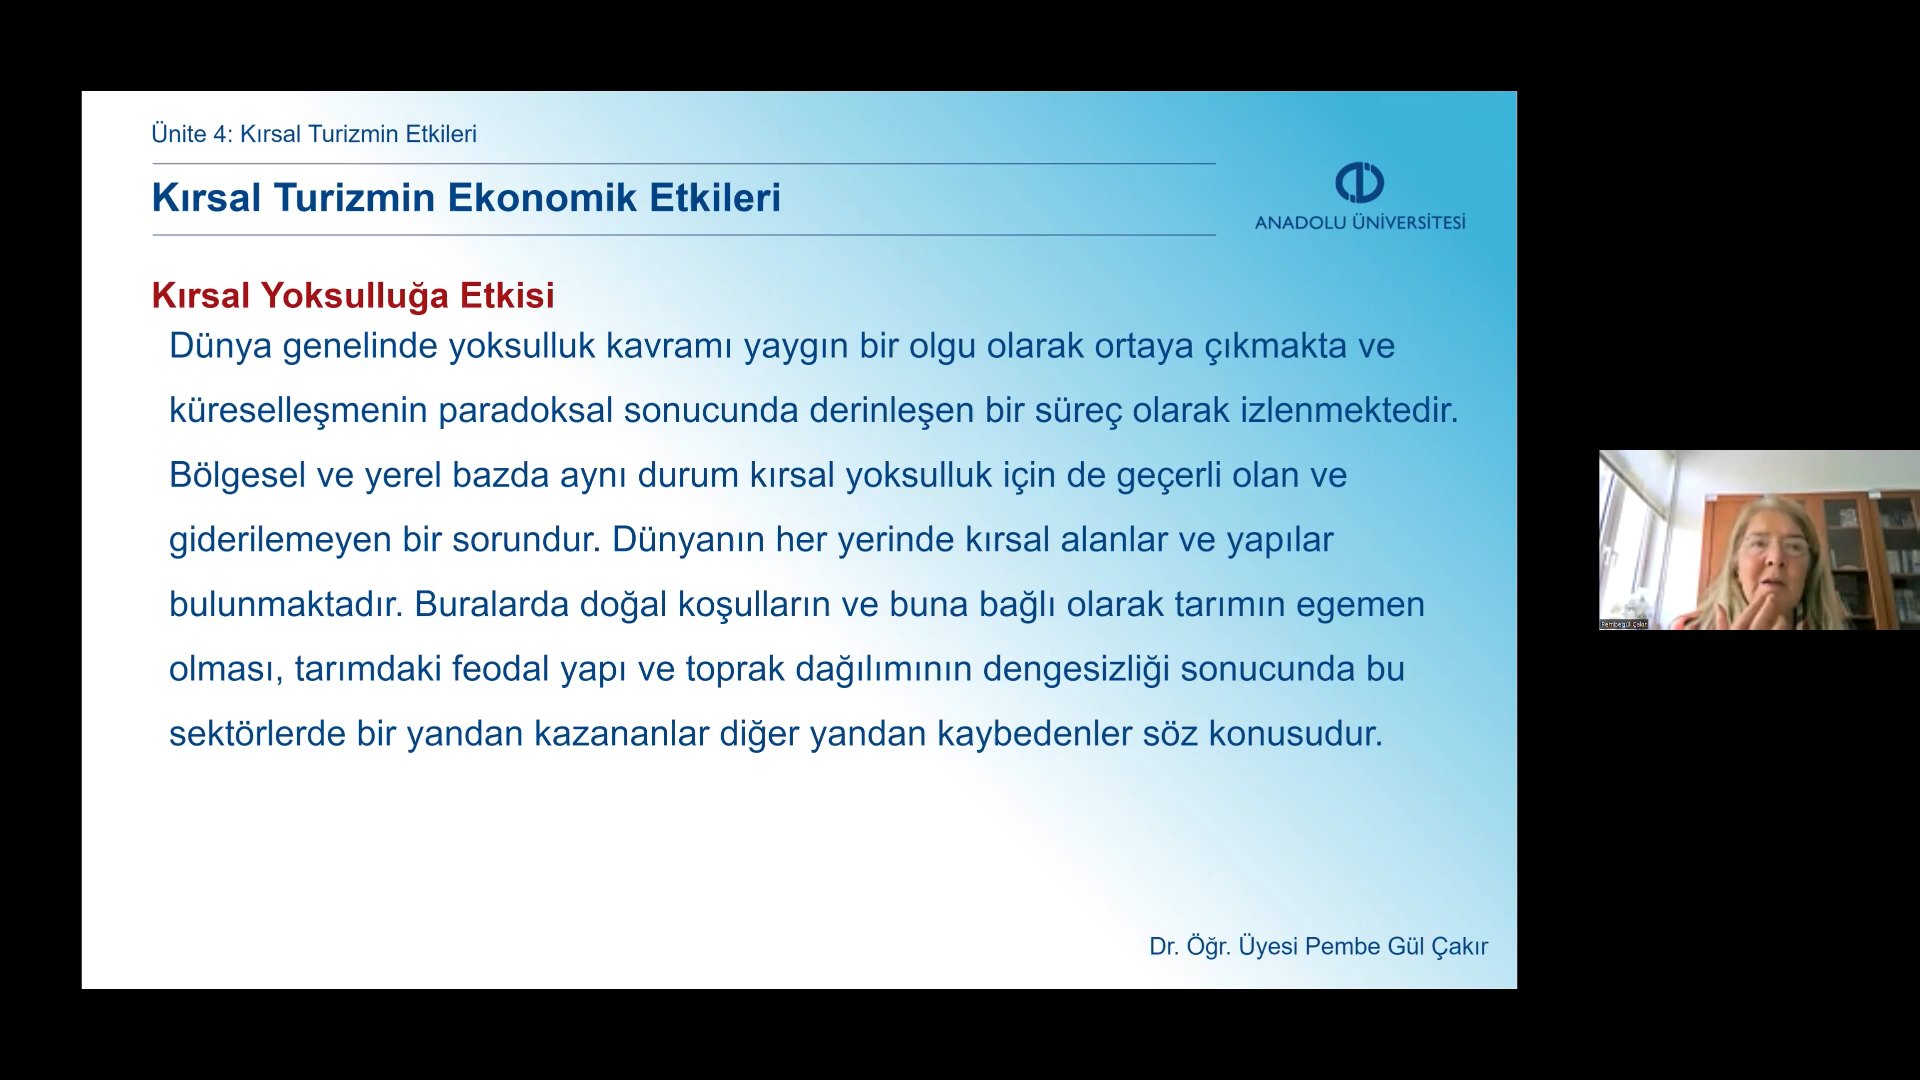 Ünite 4: Kırsal Turizmin Etkileri
Kırsal Turizmin Ekonomik Etkileri
ANADOLU ÜNİVERSİTESİ
Kırsal Yoksulluğa Etkisi
Dünya genelinde yoksulluk kavramı yaygın bir olgu olarak ortaya çıkmakta ve
küreselleşmenin paradoksal sonucunda derinleşen bir süreç olarak izlenmektedir.
Bölgesel ve yerel bazda aynı durum kırsal yoksulluk için de geçerli olan ve
giderilemeyen bir sorundur. Dünyanın her yerinde kırsal alanlar ve yapılar
bulunmaktadır. Buralarda doğal koşulların ve buna bağlı olarak tarımın egemen
olması, tarımdaki feodal yapı ve toprak dağılımının dengesizliği sonucunda bu
sektörlerde bir yandan kazananlar diğer yandan kaybedenler söz konusudur.
Dr. Öğr. Üyesi Pembe Gül Çakır
Pembegül Çakır